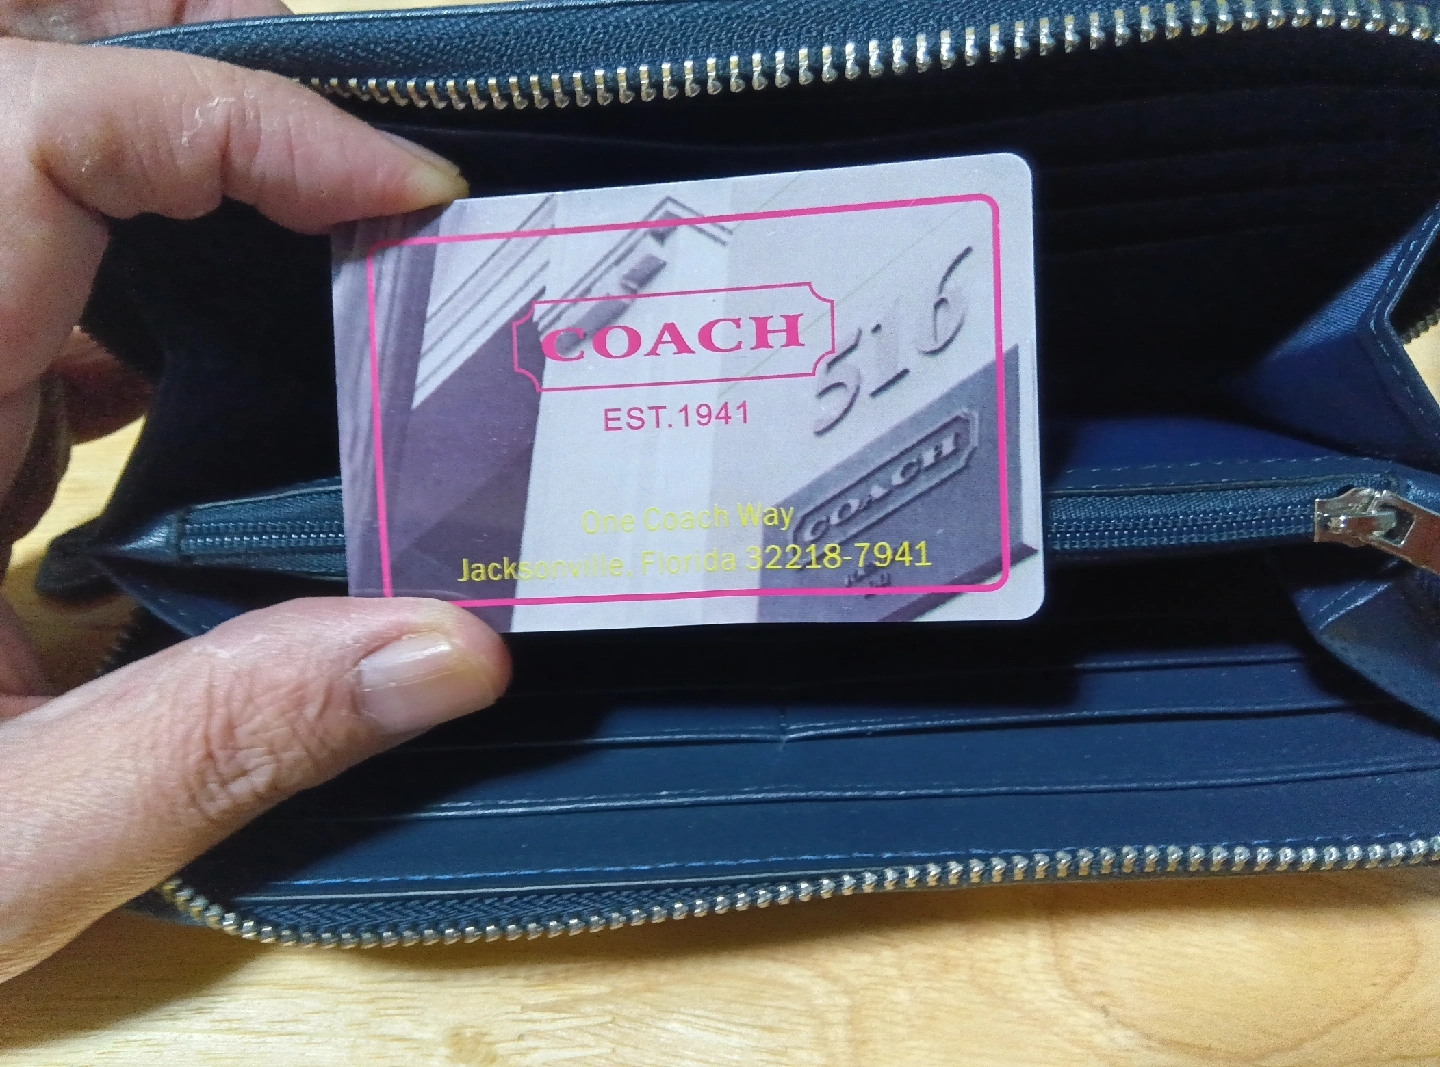 COACH
EST.1941
516
COACH
One Coach Way
Jacksonville, Florida 32218-7941